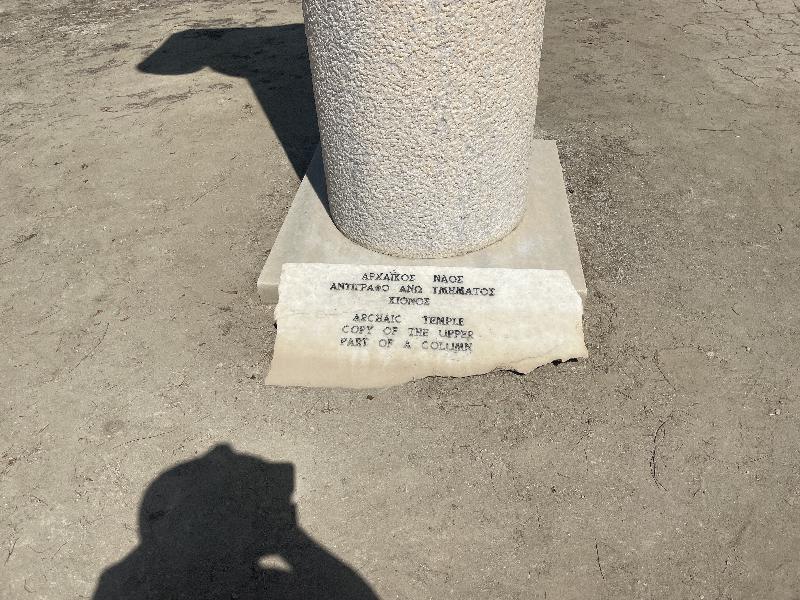 ΑΡΧΑΪΚΟΣ ΝΑΟΣ
ΑΝΤΙΓΡΑΦΟ ΑΝΩ ΤΜΗΜΑΤΟΣ
ΚΙΟΝΟΣ
ARCHAIC TEMPLE
COPY OF THE UPPER
PART OF A COLUMN